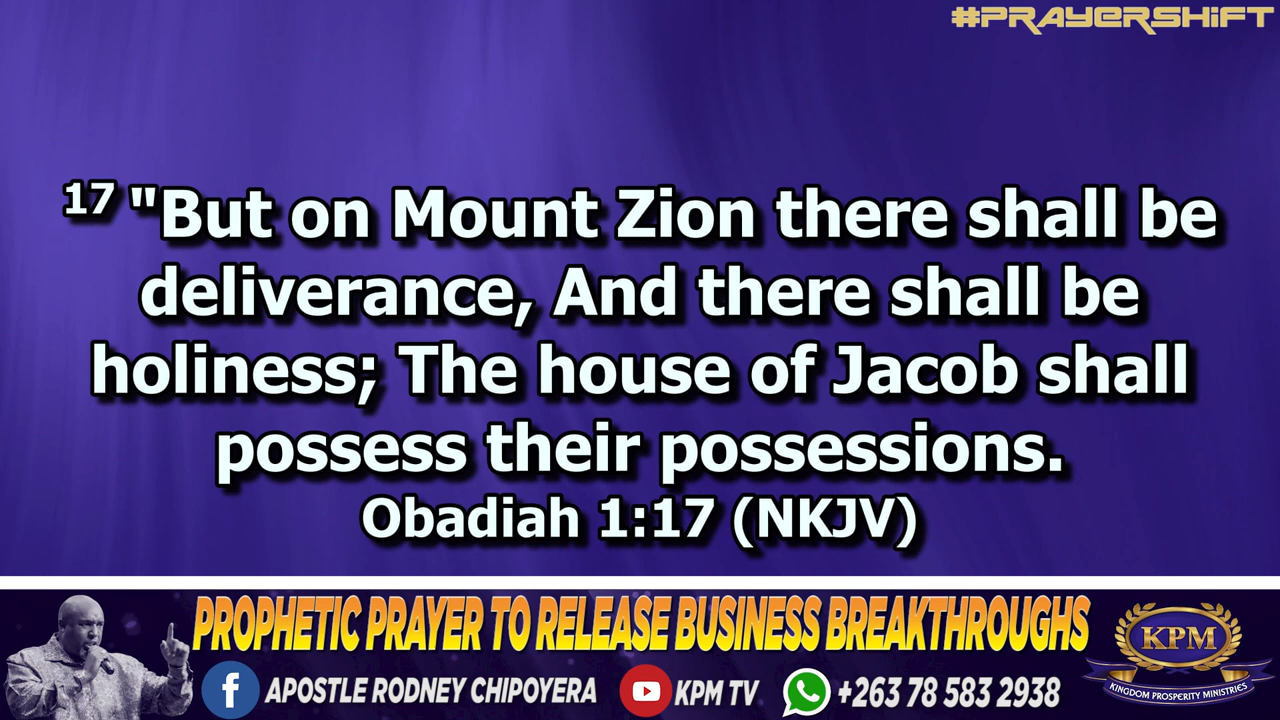 #PRAYERSHIFT
17 "But on Mount Zion there shall be
deliverance, And there shall be
holiness; The house of Jacob shall
possess their possessions.
Obadiah 1:17 (NKJV)
PROPHETIC PRAYER TO RELEASE BUSINESS BREAKTHROUGHS
f APOSTLE RODNEY CHIPOYERA KPM TV +263 78 583 2938
KPM
KINGDOM PROSPERITY MINISTRIES